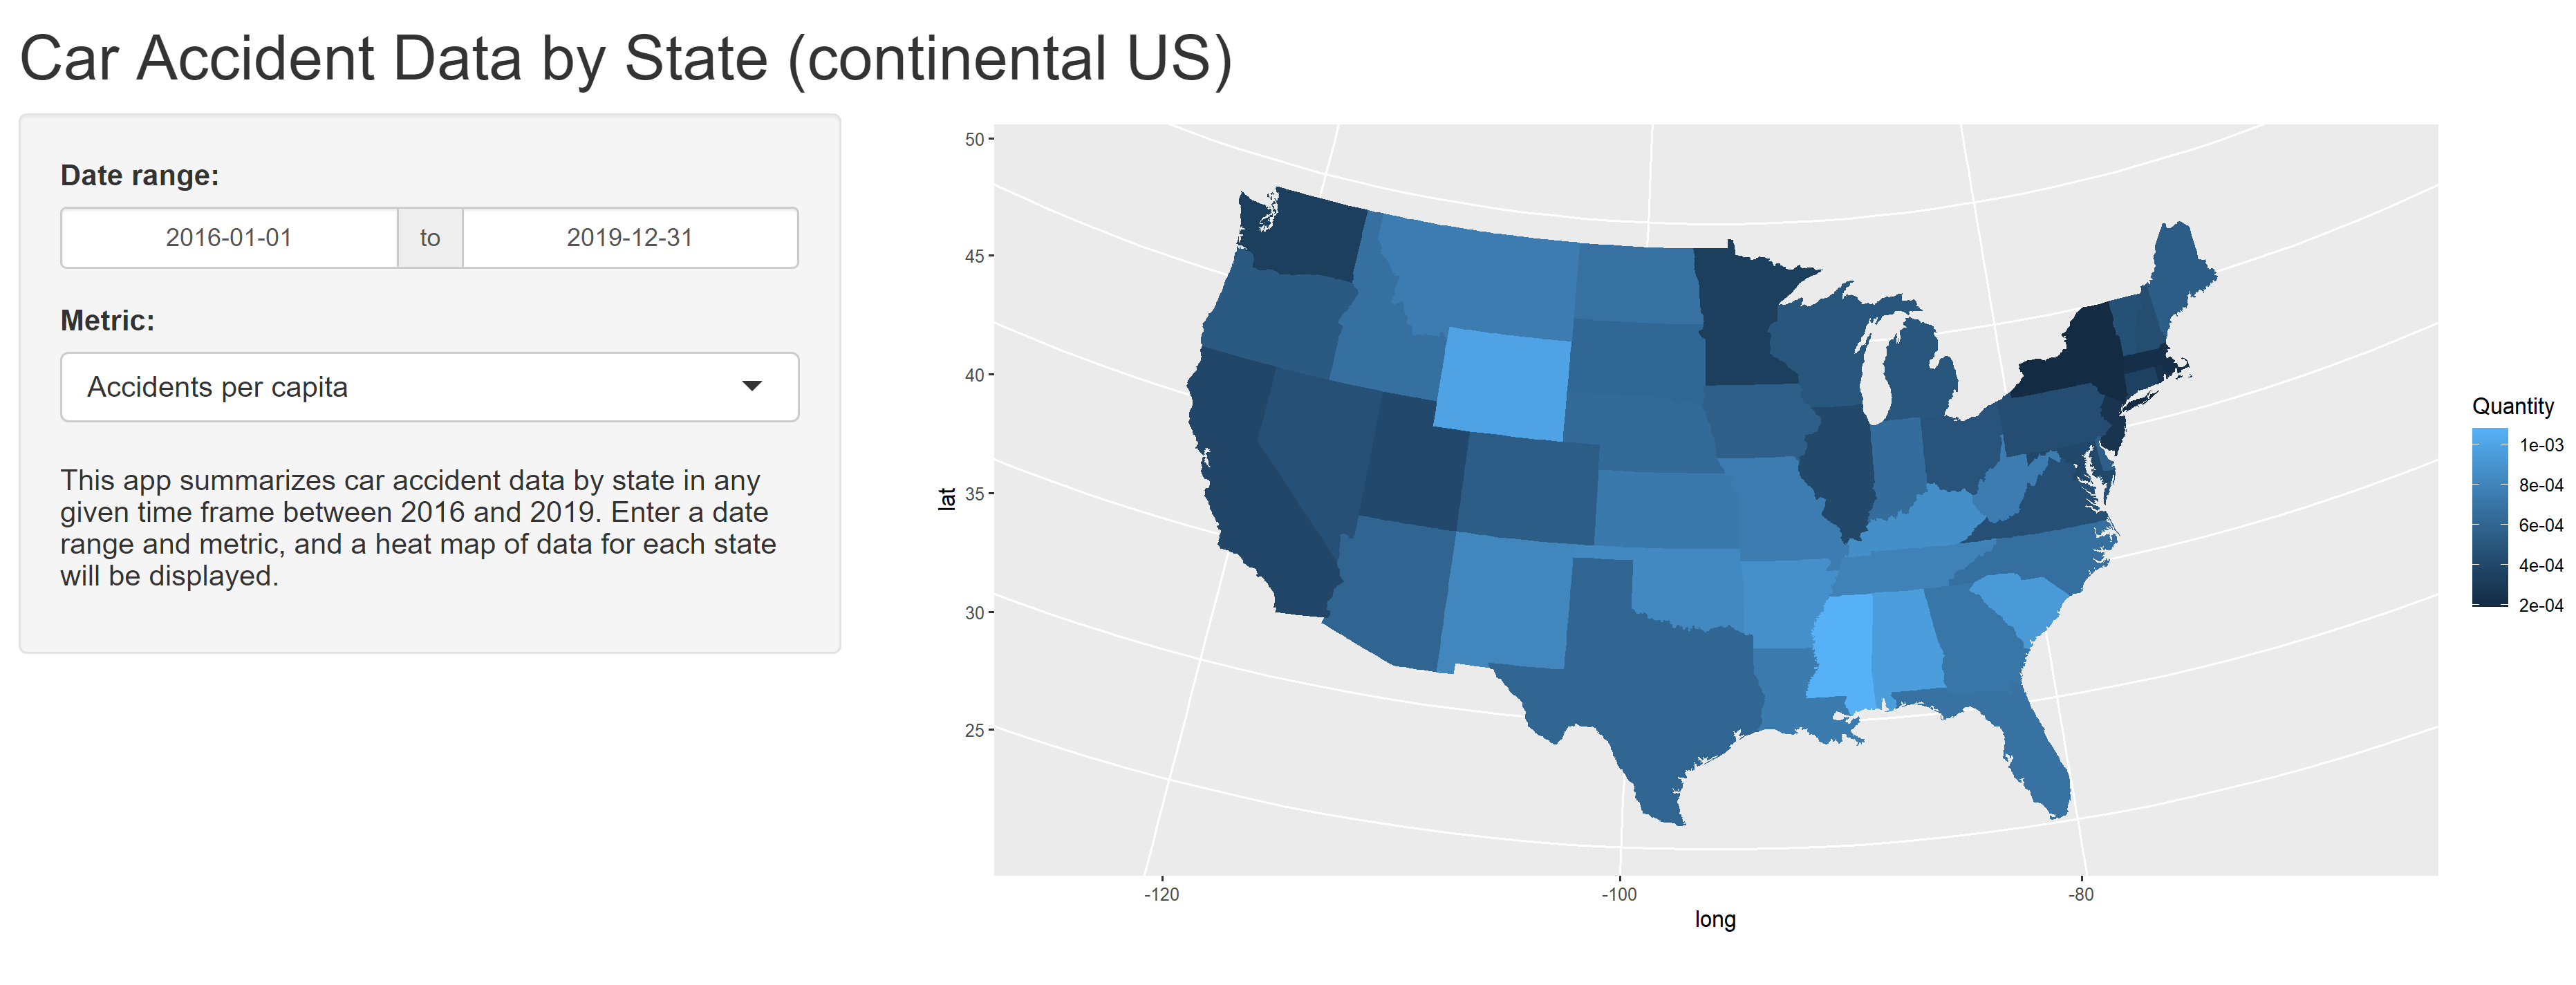 Car Accident Data by State (continental US)
Date range:
2016-01-01 to 2019-12-31
Metric:
Accidents per capita
This app summarizes car accident data by state in any
given time frame between 2016 and 2019. Enter a date
range and metric, and a heat map of data for each state
will be displayed.
50
45
40
35
30
25
lat
-120 -100 -80
long
Quantity
1e-03
8e-04
6e-04
4e-04
2e-04